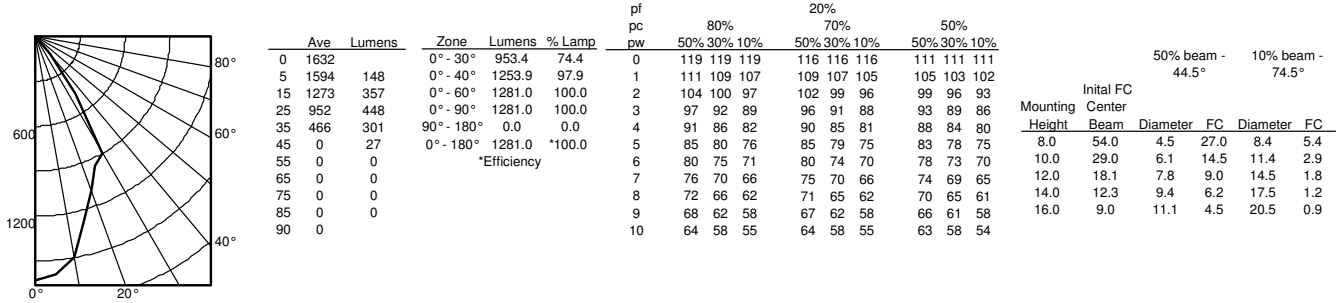 80°
60°
40°
600
1200
0° 20°
Ave Lumens
0 1632
5 1594 148
15 1273 357
25 952 448
35 466 301
45 0 27
55 0 0
65 0 0
75 0 0
85 0 0
90 0
Zone Lumens % Lamp
0° - 30° 953.4 74.4
0° - 40° 1253.9 97.9
0° - 60° 1281.0 100.0
0° - 90° 1281.0 100.0
90° - 180° 0.0 0.0
0° - 180° 1281.0 *100.0
*Efficiency
pf 20%
pc 80% 70% 50%
pw 50% 30% 10% 50% 30% 10% 50% 30% 10%
0 119 119 119 116 116 116 111 111 111
1 111 109 107 109 107 105 105 103 102
2 104 100 97 102 99 96 99 96 93
3 97 92 89 96 91 88 93 89 86
4 91 86 82 90 85 81 88 84 80
5 85 80 76 85 79 75 83 78 75
6 80 75 71 80 74 70 78 73 70
7 76 70 66 75 70 66 74 69 65
8 72 66 62 71 65 62 70 65 61
9 68 62 58 67 62 58 66 61 58
10 64 58 55 64 58 55 63 58 54
50% beam - 10% beam -
44.5° 74.5°
Inital FC
Mounting Center
Height Beam Diameter FC Diameter FC
8.0 54.0 4.5 27.0 8.4 5.4
10.0 29.0 6.1 14.5 11.4 2.9
12.0 18.1 7.8 9.0 14.5 1.8
14.0 12.3 9.4 6.2 17.5 1.2
16.0 9.0 11.1 4.5 20.5 0.9